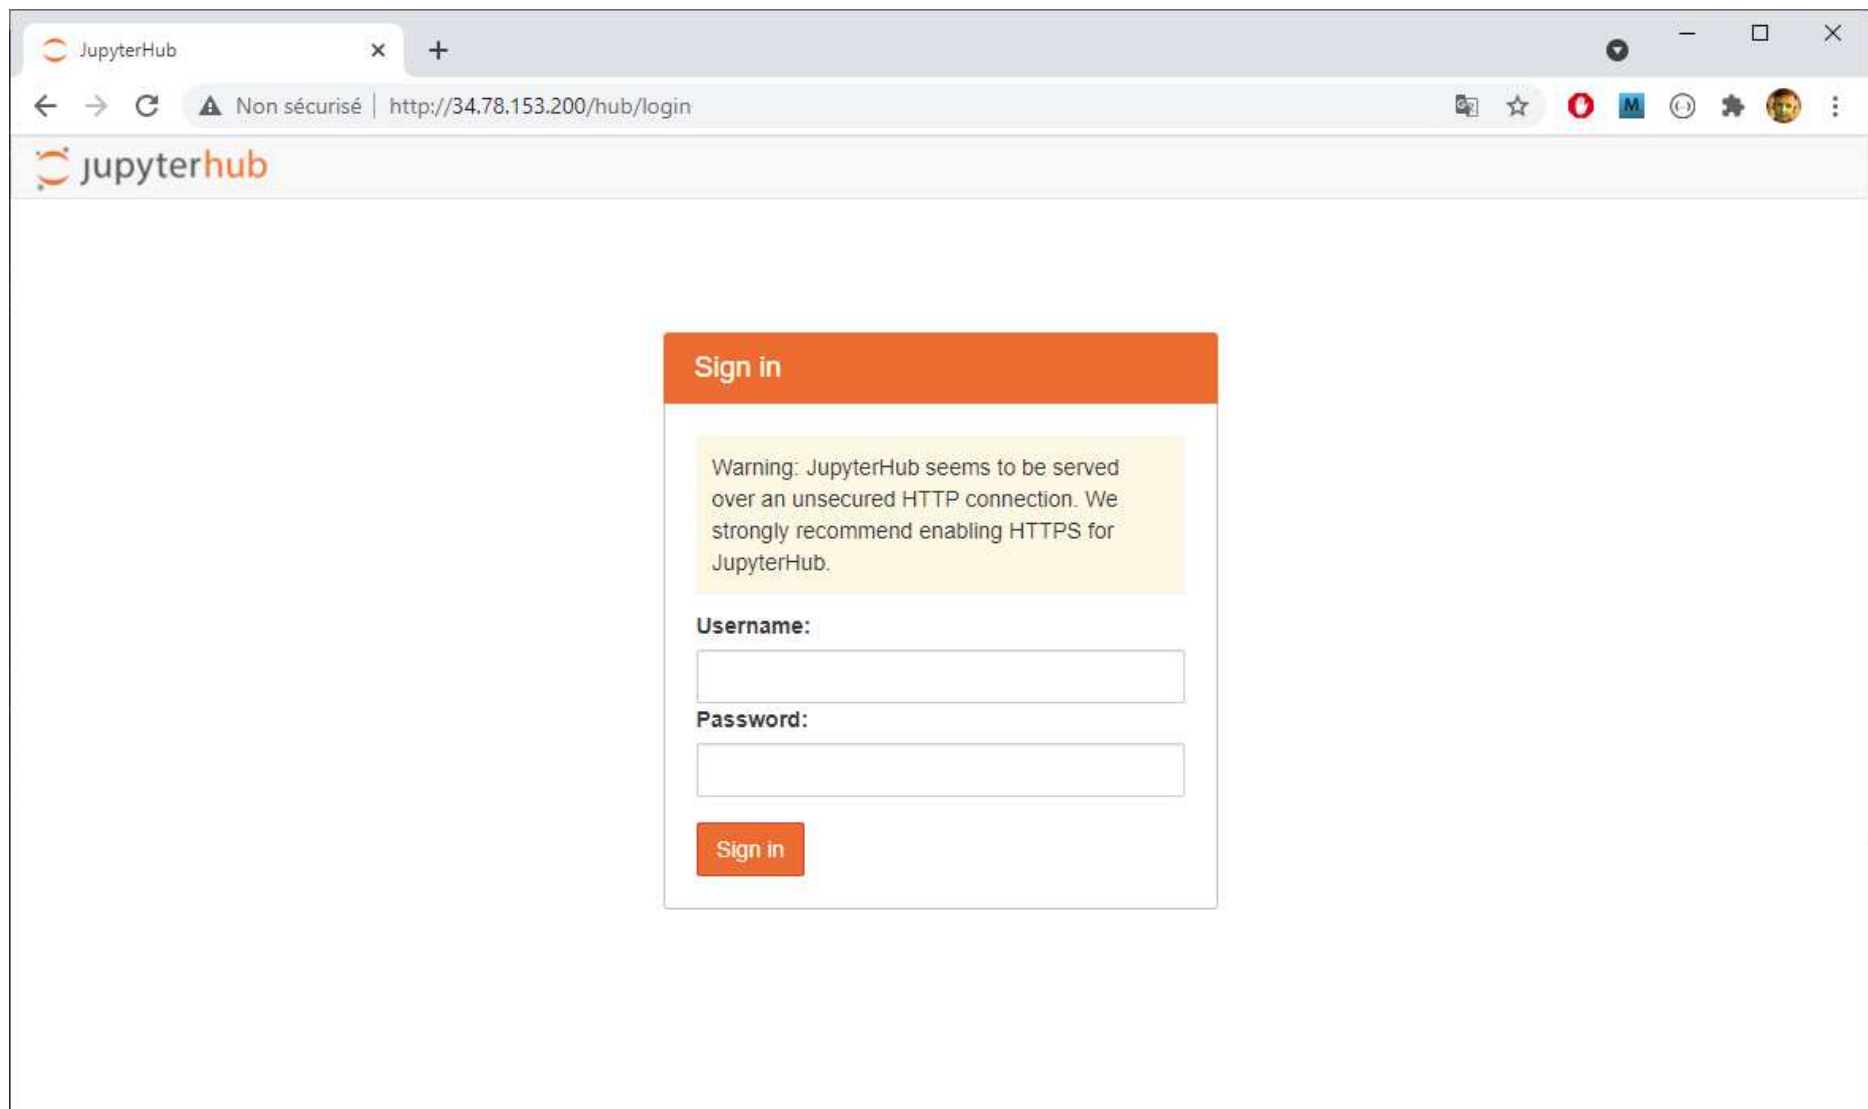 JupyterHub
Non sécurisé | http://34.78.153.200/hub/login
M
jupyterhub
Sign in
Warning: JupyterHub seems to be served
over an unsecured HTTP connection. We
strongly recommend enabling HTTPS for
JupyterHub.
Username:
Password:
Sign in